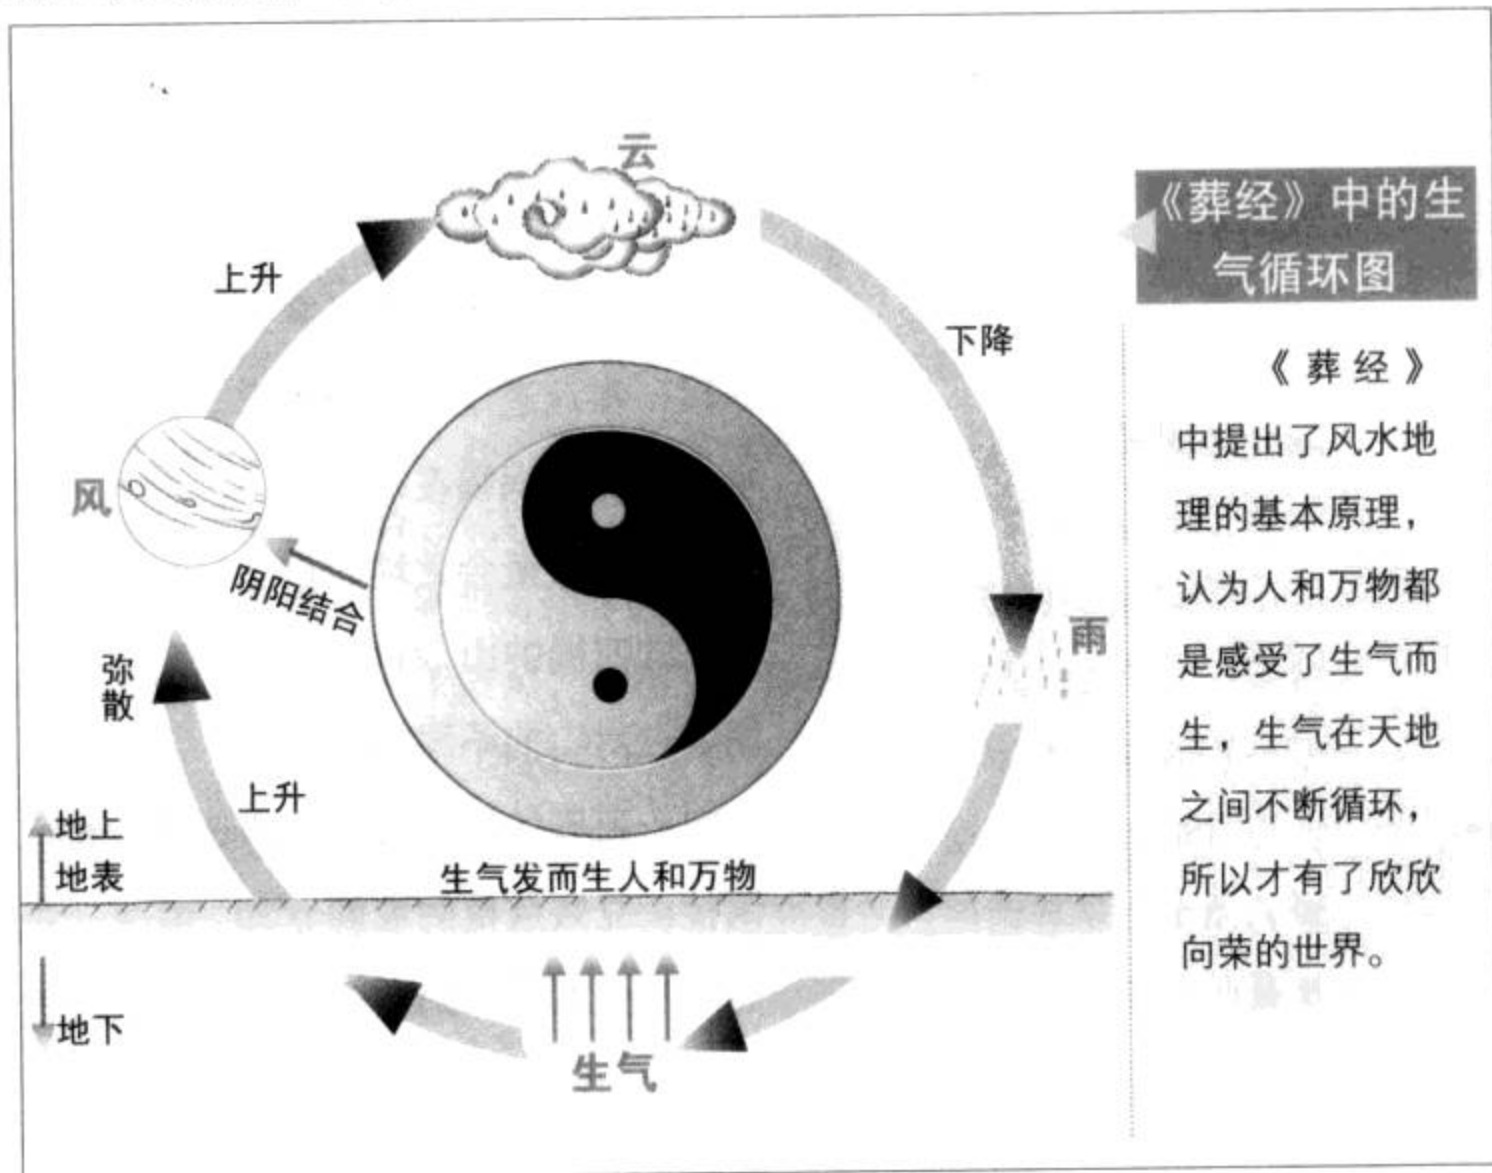 云
上升
下降
风
阴阳结合
雨
弥
散
上升
地上
地表
生气发而生人和万物
地下
生气
《葬经》中的生
气循环图
《葬经》
中提出了风水地
理的基本原理，
认为人和万物都
是感受了生气而
生，生气在天地
之间不断循环，
所以才有了欣欣
向荣的世界。